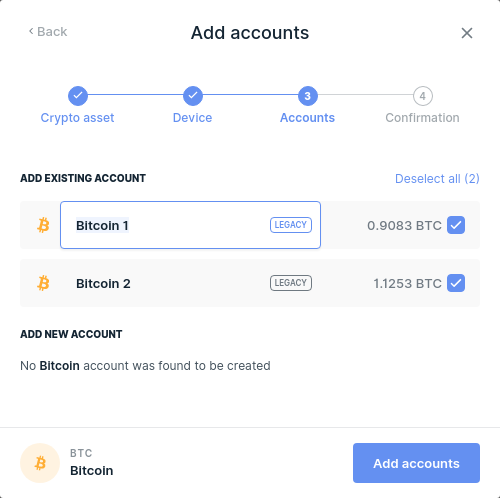 Back
Add accounts
3
4
Crypto asset
Device
Accounts
Confirmation
ADD EXISTING ACCOUNT
Deselect all (2)
Bitcoin 1
LEGACY
0.9083 BTC
Bitcoin 2
LEGACY
1.1253 BTC
ADD NEW ACCOUNT
No Bitcoin account was found to be created
BTC
Bitcoin
Add accounts